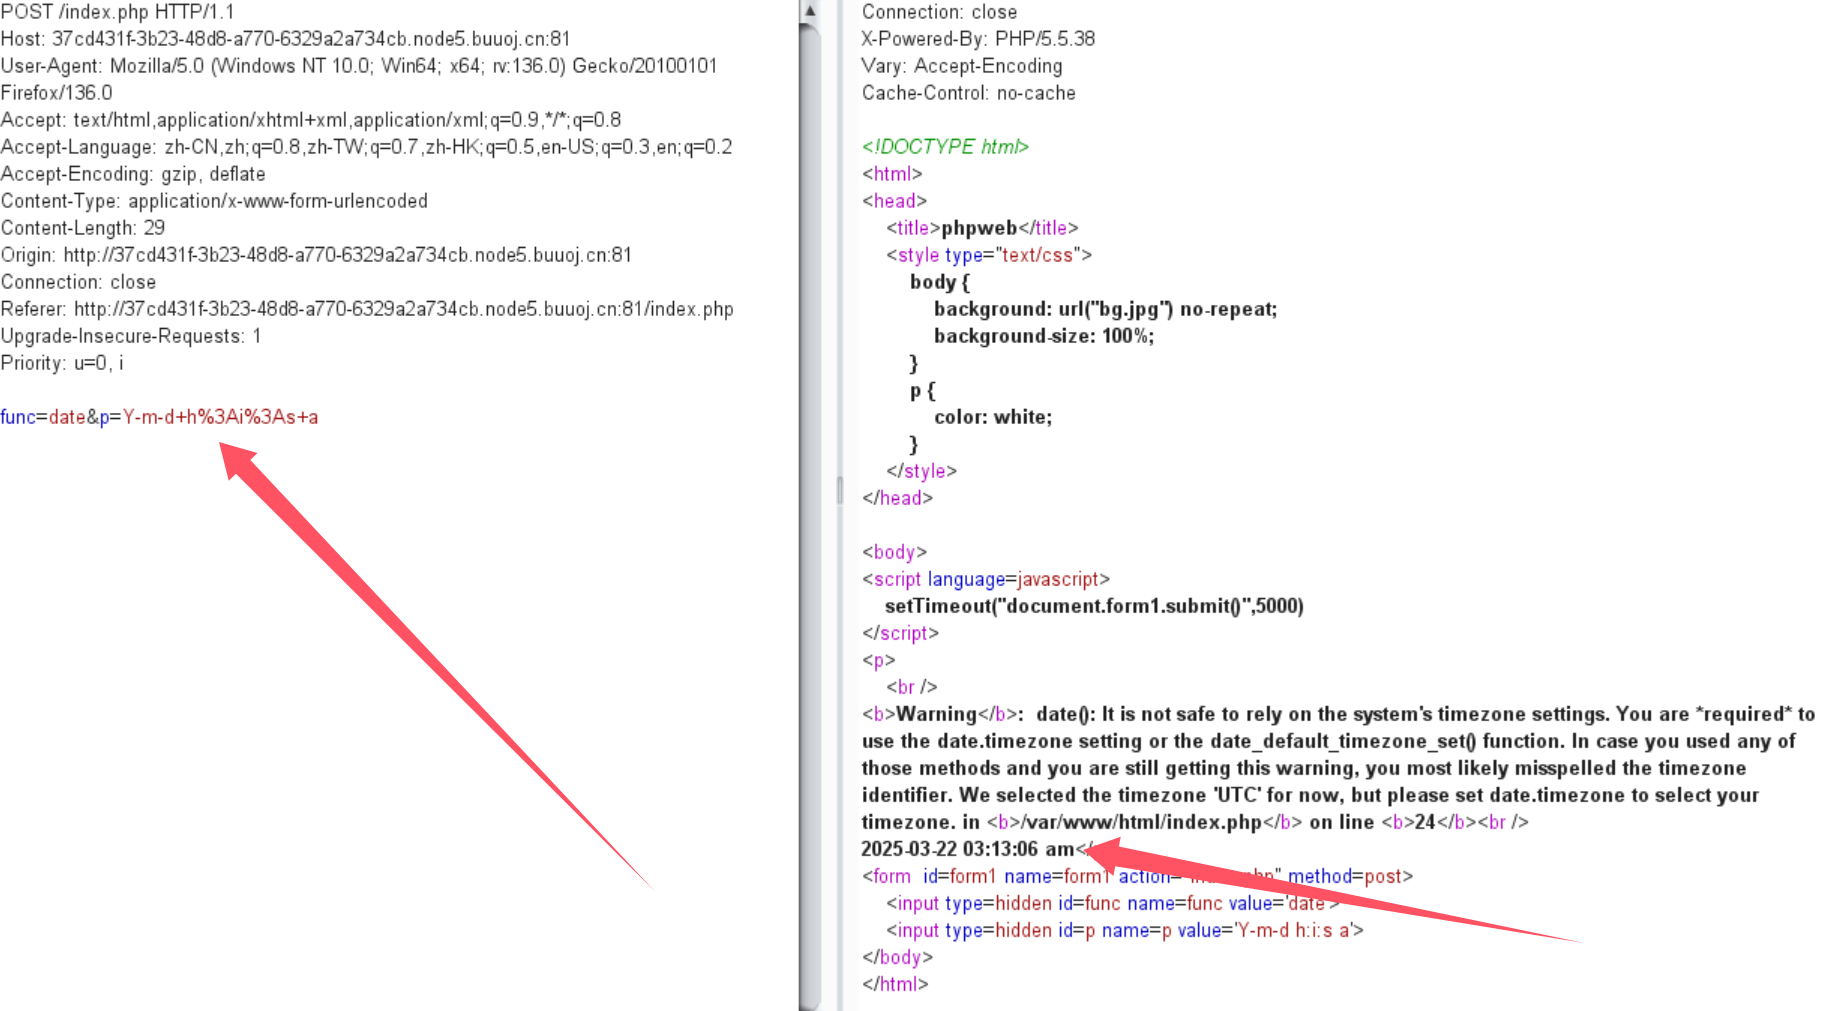 POST /index.php HTTP/1.1
Host: 37cd431f-3b23-48d8-a770-6329a2a734cb.node5.buuoj.cn:81
User-Agent: Mozilla/5.0 (Windows NT 10.0; Win64; x64; rv:136.0) Gecko/20100101
Firefox/136.0
Accept: text/html,application/xhtml+xml,application/xml;q=0.9,*/*;q=0.8
Accept-Language: zh-CN,zh;q=0.8,zh-TW;q=0.7,zh-HK;q=0.5,en-US;q=0.3,en;q=0.2
Accept-Encoding: gzip, deflate
Content-Type: application/x-www-form-urlencoded
Content-Length: 29
Origin: http://37cd431f-3b23-48d8-a770-6329a2a734cb.node5.buuoj.cn:81
Connection: close
Referer: http://37cd431f-3b23-48d8-a770-6329a2a734cb.node5.buuoj.cn:81/index.php
Upgrade-Insecure-Requests: 1
Priority: u=0, i
func=date&p=Y-m-d+h%3Ai%3As+a
Connection: close
X-Powered-By: PHP/5.5.38
Vary: Accept-Encoding
Cache-Control: no-cache
<!DOCTYPE html>
<html>
<head>
<title>phpweb</title>
<style type="text/css">
body {
background: url("bg.jpg") no-repeat;
background-size: 100%;
}
p {
color: white;
}
</style>
</head>
<body>
<script language=javascript>
setTimeout("document.form1.submit()",5000)
</script>
<p>
<br />
<b>Warning</b>:  date(): It is not safe to rely on the system's timezone settings. You are *required* to
use the date.timezone setting or the date_default_timezone_set() function. In case you used any of
those methods and you are still getting this warning, you most likely misspelled the timezone
identifier. We selected the timezone 'UTC' for now, but please set date.timezone to select your
timezone. in <b>/var/www/html/index.php</b> on line <b>24</b><br />
2025-03-22 03:13:06 am</
<form  id=form1 name=form1 action= method=post>
<input type=hidden id=func name=func value='date'>
<input type=hidden id=p name=p value='Y-m-d h:i:s a'>
</body>
</html>